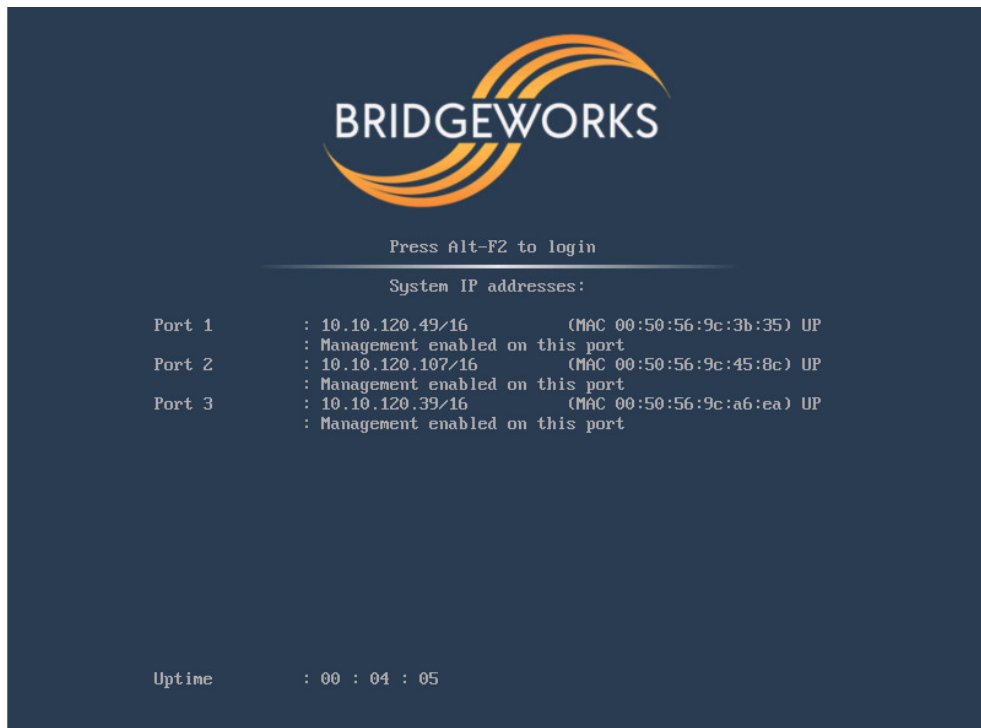 BRIDGEWORKS
Press Alt-F2 to login
System IP addresses:
Port 1 : 10.10.120.49/16 (MAC 00:50:56:9c:3b:35) UP
: Management enabled on this port
Port 2 : 10.10.120.107/16 (MAC 00:50:56:9c:45:8c) UP
: Management enabled on this port
Port 3 : 10.10.120.39/16 (MAC 00:50:56:9c:a6:ea) UP
: Management enabled on this port
Uptime : 00 : 04 : 05